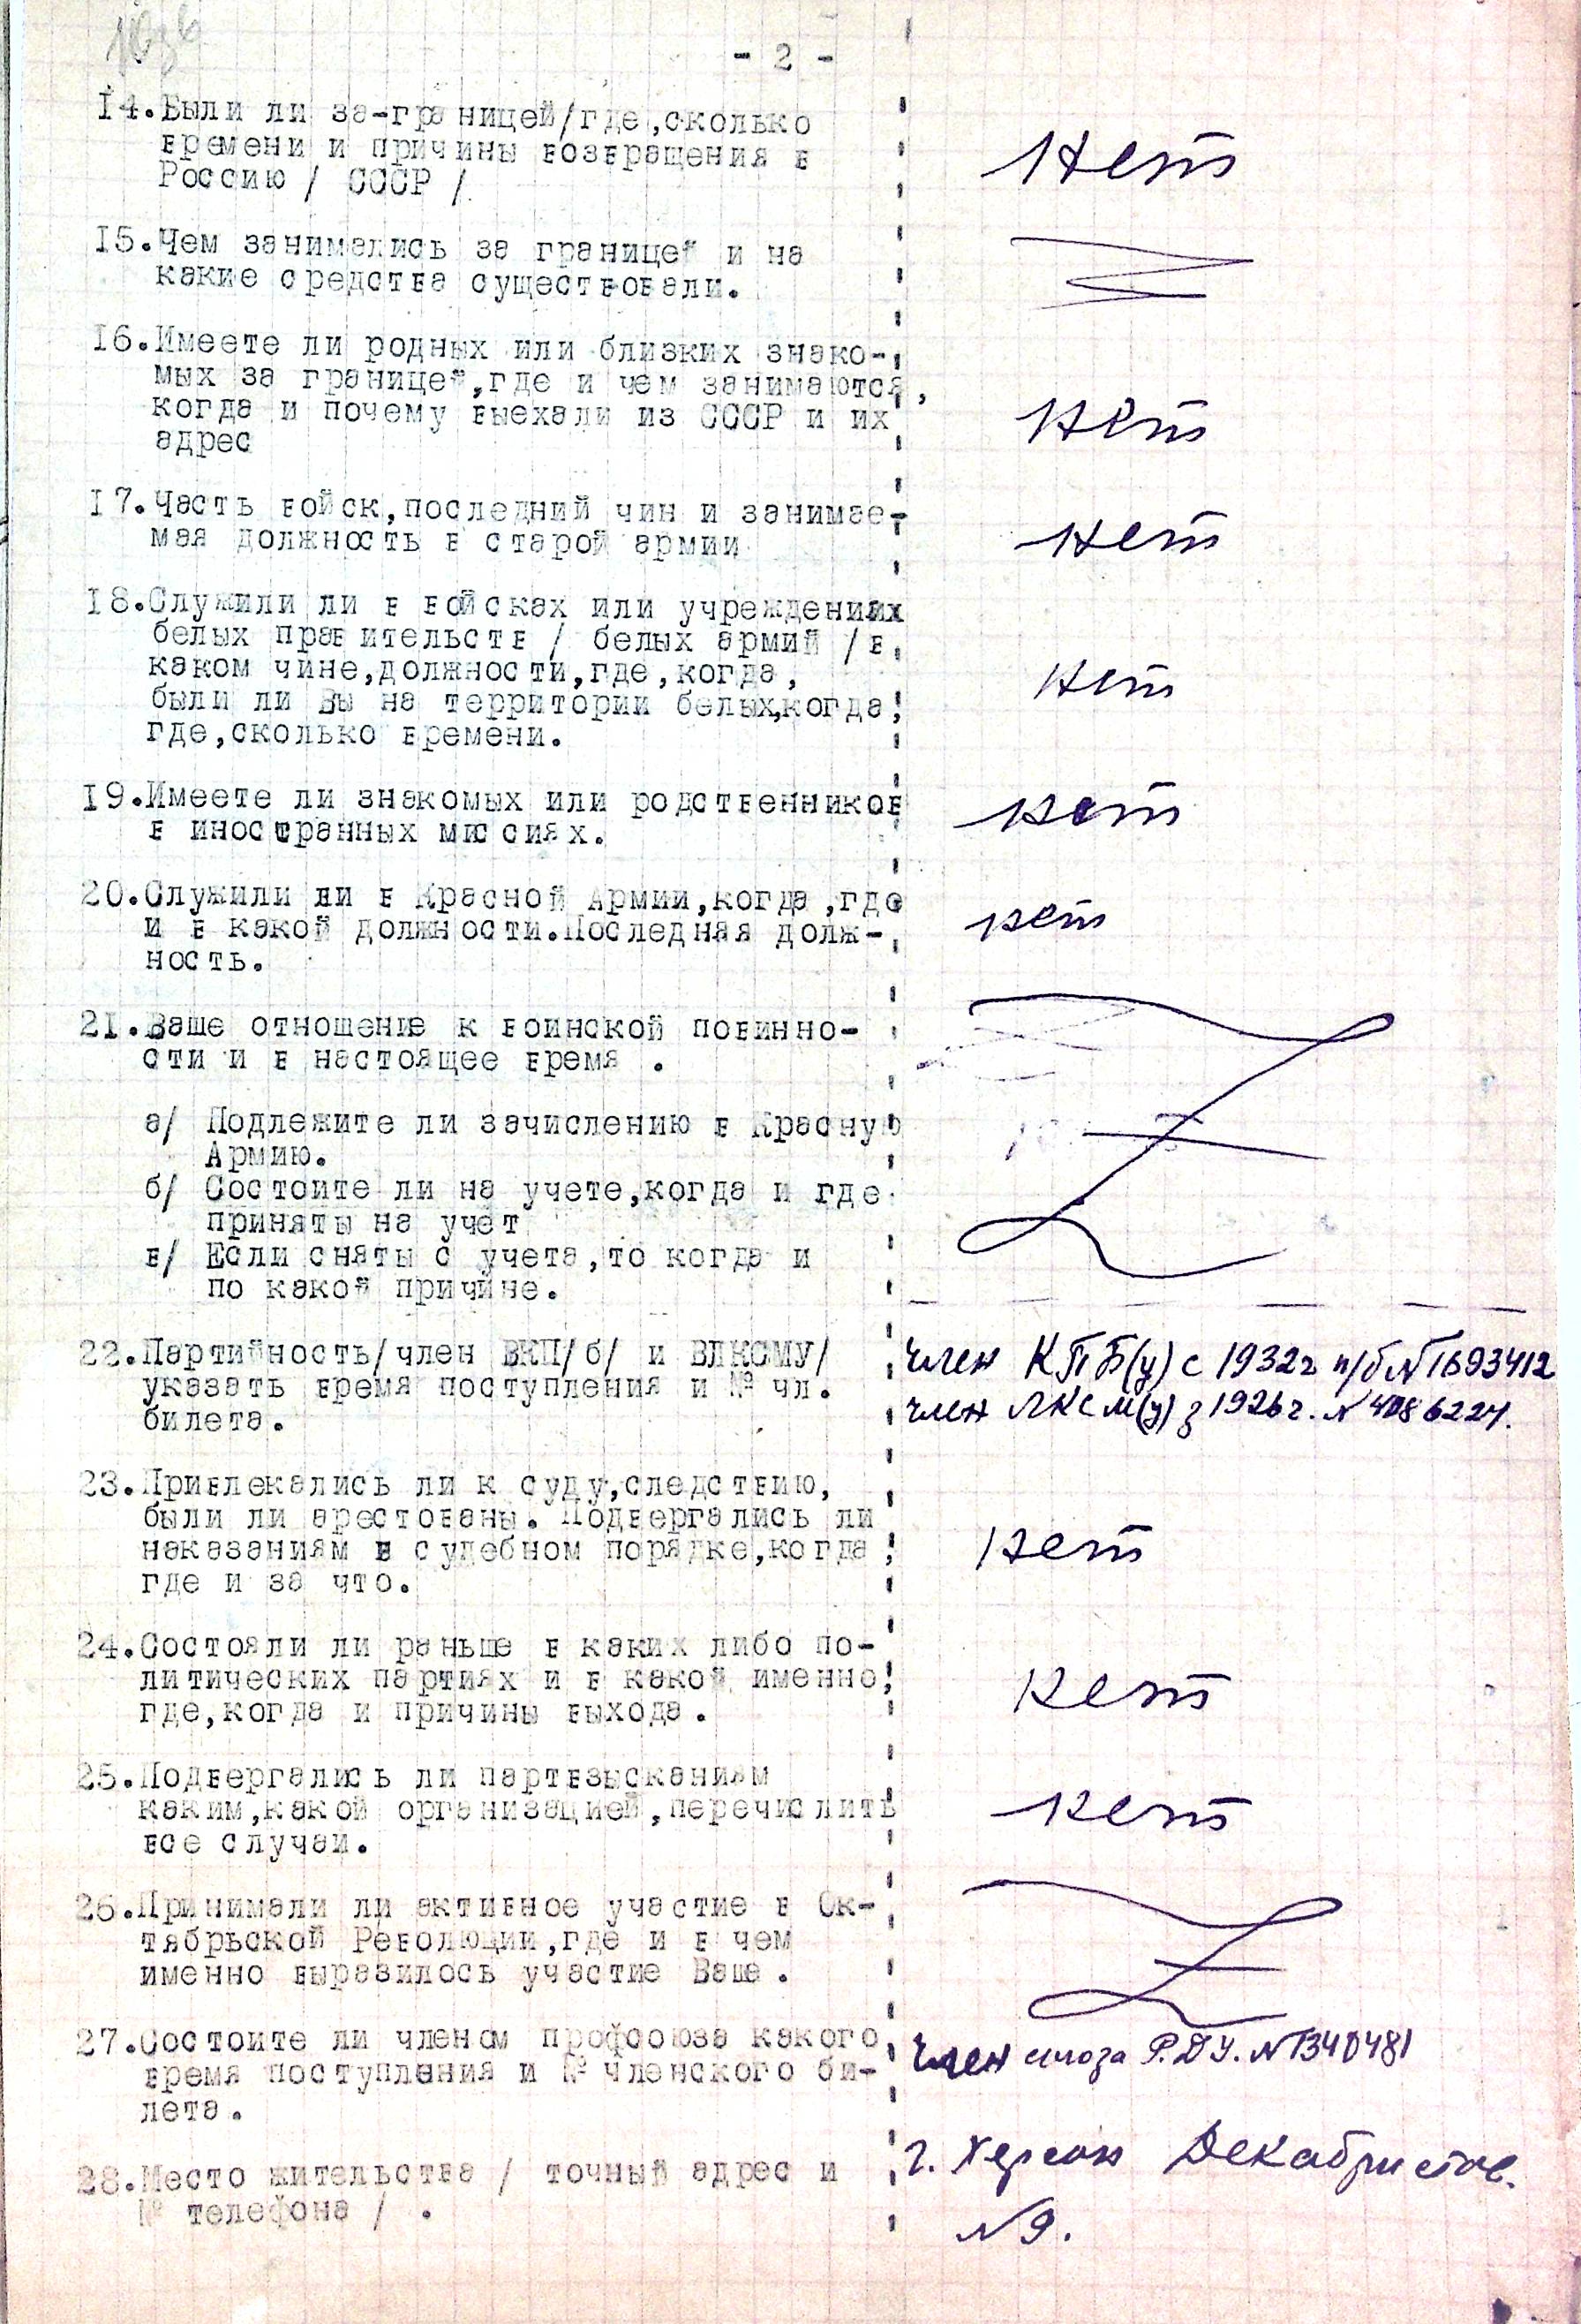 - 2 -
14.Были ли за-границей/где,сколько
времени и причины возвращения в
Россию / СССР /
Нет
15.Чем занимались за границей и на
какие средства существовали.
16.Имеете ли родных или близких знако-
мых за границей,где и чем занимаются,
когда и почему выехали из СССР и их
адрес
Нет
17.Часть войск,последний чин и занимае-
мая должность в старой армии
Нет
18.Служили ли в войсках или учреждениях
белых правительств / белых армий /в
каком чине,должности,где,когда,
были ли Вы на территории белых,когда,
где,сколько времени.
Нет
19.Имеете ли знакомых или родственников
в иностранных миссиях.
нет
20.Служили ли в Красной Армии,когда,где
и в какой должности.Последняя долж-
ность.
нет
21.Ваше отношение к воинской повинно-
сти и в настоящее время .
а/ Подлежите ли зачислению в Красную
Армию.
б/ Состоите ли на учете,когда и где
приняты на учет
в/ Если сняты с учета,то когда и
по какой причине.
22.Партийность/член ВКП/б/ и ВЛКСМУ/
указать время поступления и № чл.
билета.
член КПБ(у) с 1932г п/б №1693412
член ЛКСМ(у) з 1926г. № 4086224.
23.Привлекались ли к суду,следствию,
были ли арестованы. Подвергались ли
наказаниям в судебном порядке,когда,
где и за что.
нет
24.Состояли ли раньше в каких либо по-
литических партиях и в какой именно,
где,когда и причины выхода.
нет
25.Подвергались ли партвзысканиям
каким,какой организацией,перечислить
все случаи.
нет
26.Принимали ли активное участие в Ок-
тябрьской Революции,где и в чем
именно выразилось участие Ваше .
27.Состоите ли членом профсоюза какого
время поступления и № членского би-
лета.
член союза Р.Д.У. №1340481
28.Место жительства / точный адрес и
№ телефона / .
г. Херсон Декабристов.
№9.